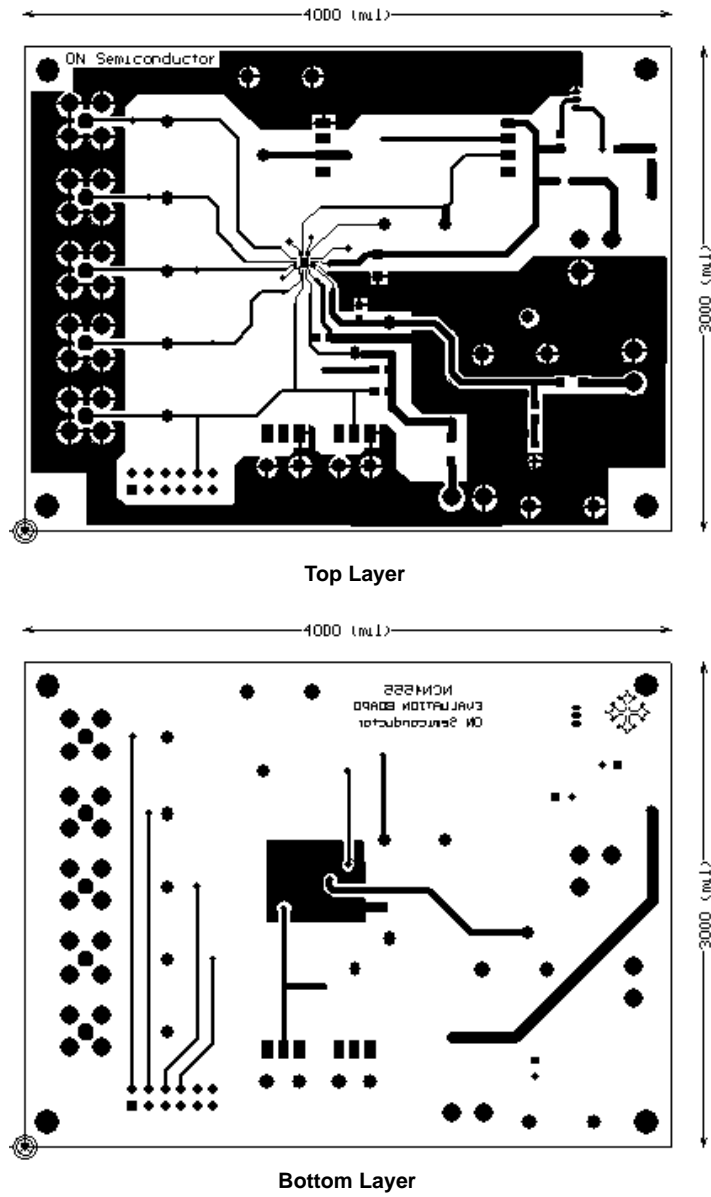 4000 (mil)
ON Semiconductor
3000 (mil)
Top Layer
4000 (mil)
NCN4555
EVALUATION BOARD
ON Semiconductor
3000 (mil)
Bottom Layer